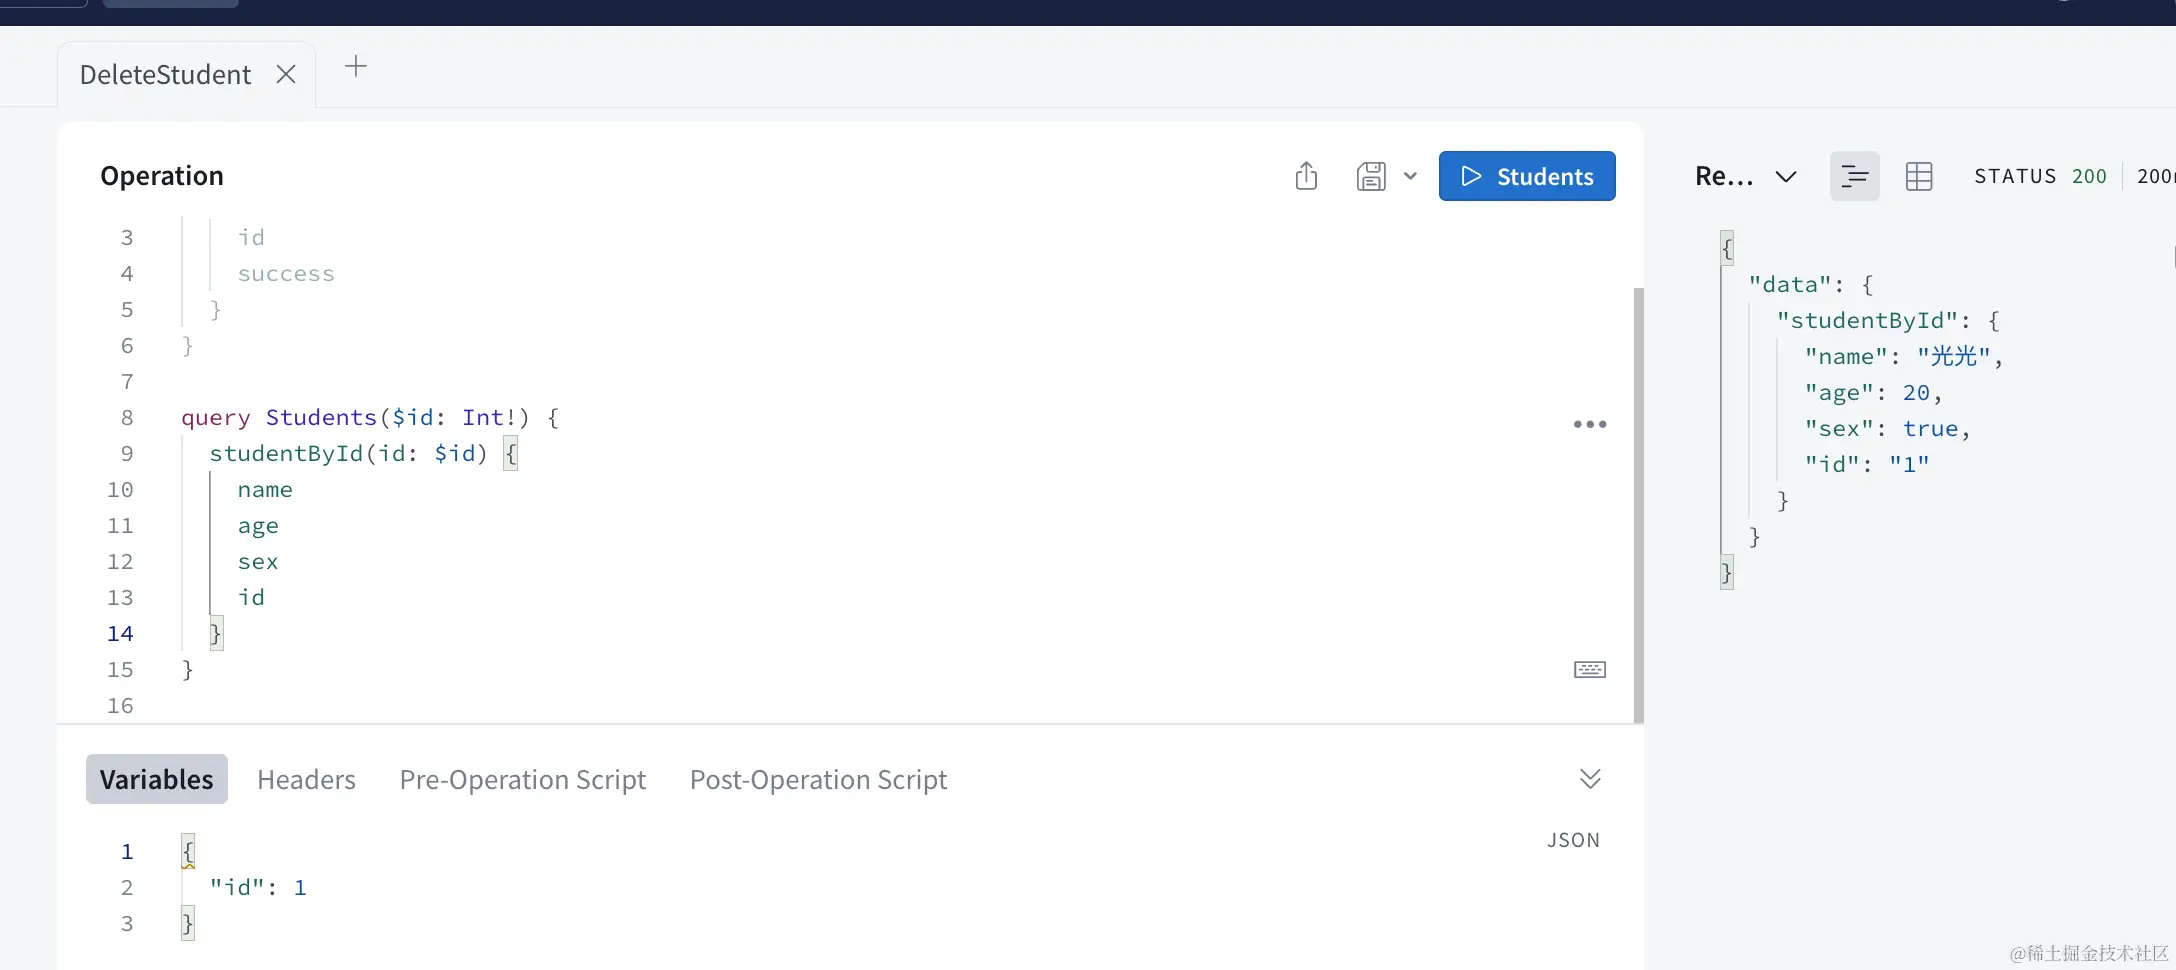 DeleteStudent
Operation
Students
3 id
4 success
5 }
6 }
7
8 query Students($id: Int!) {
9 studentById(id: $id) {
10 name
11 age
12 sex
13 id
14 }
15 }
16
Variables Headers Pre-Operation Script Post-Operation Script
JSON
1 {
2 "id": 1
3 }
Re... STATUS 200 200
{
"data": {
"studentById": {
"name": "光光",
"age": 20,
"sex": true,
"id": "1"
}
}
}
@稀土掘金技术社区